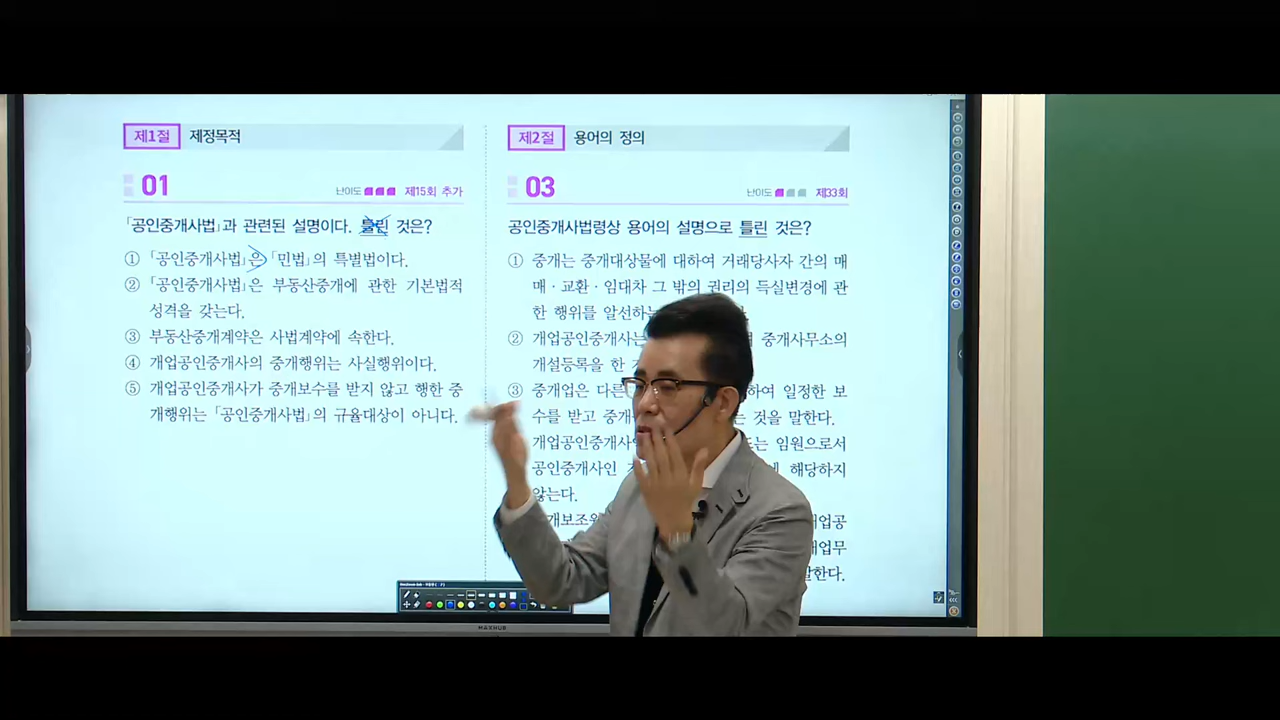 제1절 제정목적
01 난이도 제15회 추가
「공인중개사법」과 관련된 설명이다. 틀린 것은?
① 「공인중개사법」은 「민법」의 특별법이다.
② 「공인중개사법」은 부동산중개에 관한 기본법적
성격을 갖는다.
③ 부동산중개계약은 사법계약에 속한다.
④ 개업공인중개사의 중개행위는 사실행위이다.
⑤ 개업공인중개사가 중개보수를 받지 않고 행한 중
개행위는 「공인중개사법」의 규율대상이 아니다.
제2절 용어의 정의
03 난이도 제33회
공인중개사법령상 용어의 설명으로 틀린 것은?
① 중개는 중개대상물에 대하여 거래당사자 간의 매
매·교환·임대차 그 밖의 권리의 득실변경에 관
한 행위를 알선하는
② 개업공인중개사는 중개사무소의
개설등록을 한
③ 중개업은 다른 하여 일정한 보
수를 받고 중개 는 것을 말한다.
개업공인중개사인 또는 임원으로서
공인중개사인 에 해당하지
않는다.
개보조원 개업공
개업무
말한다.
MAXHUB